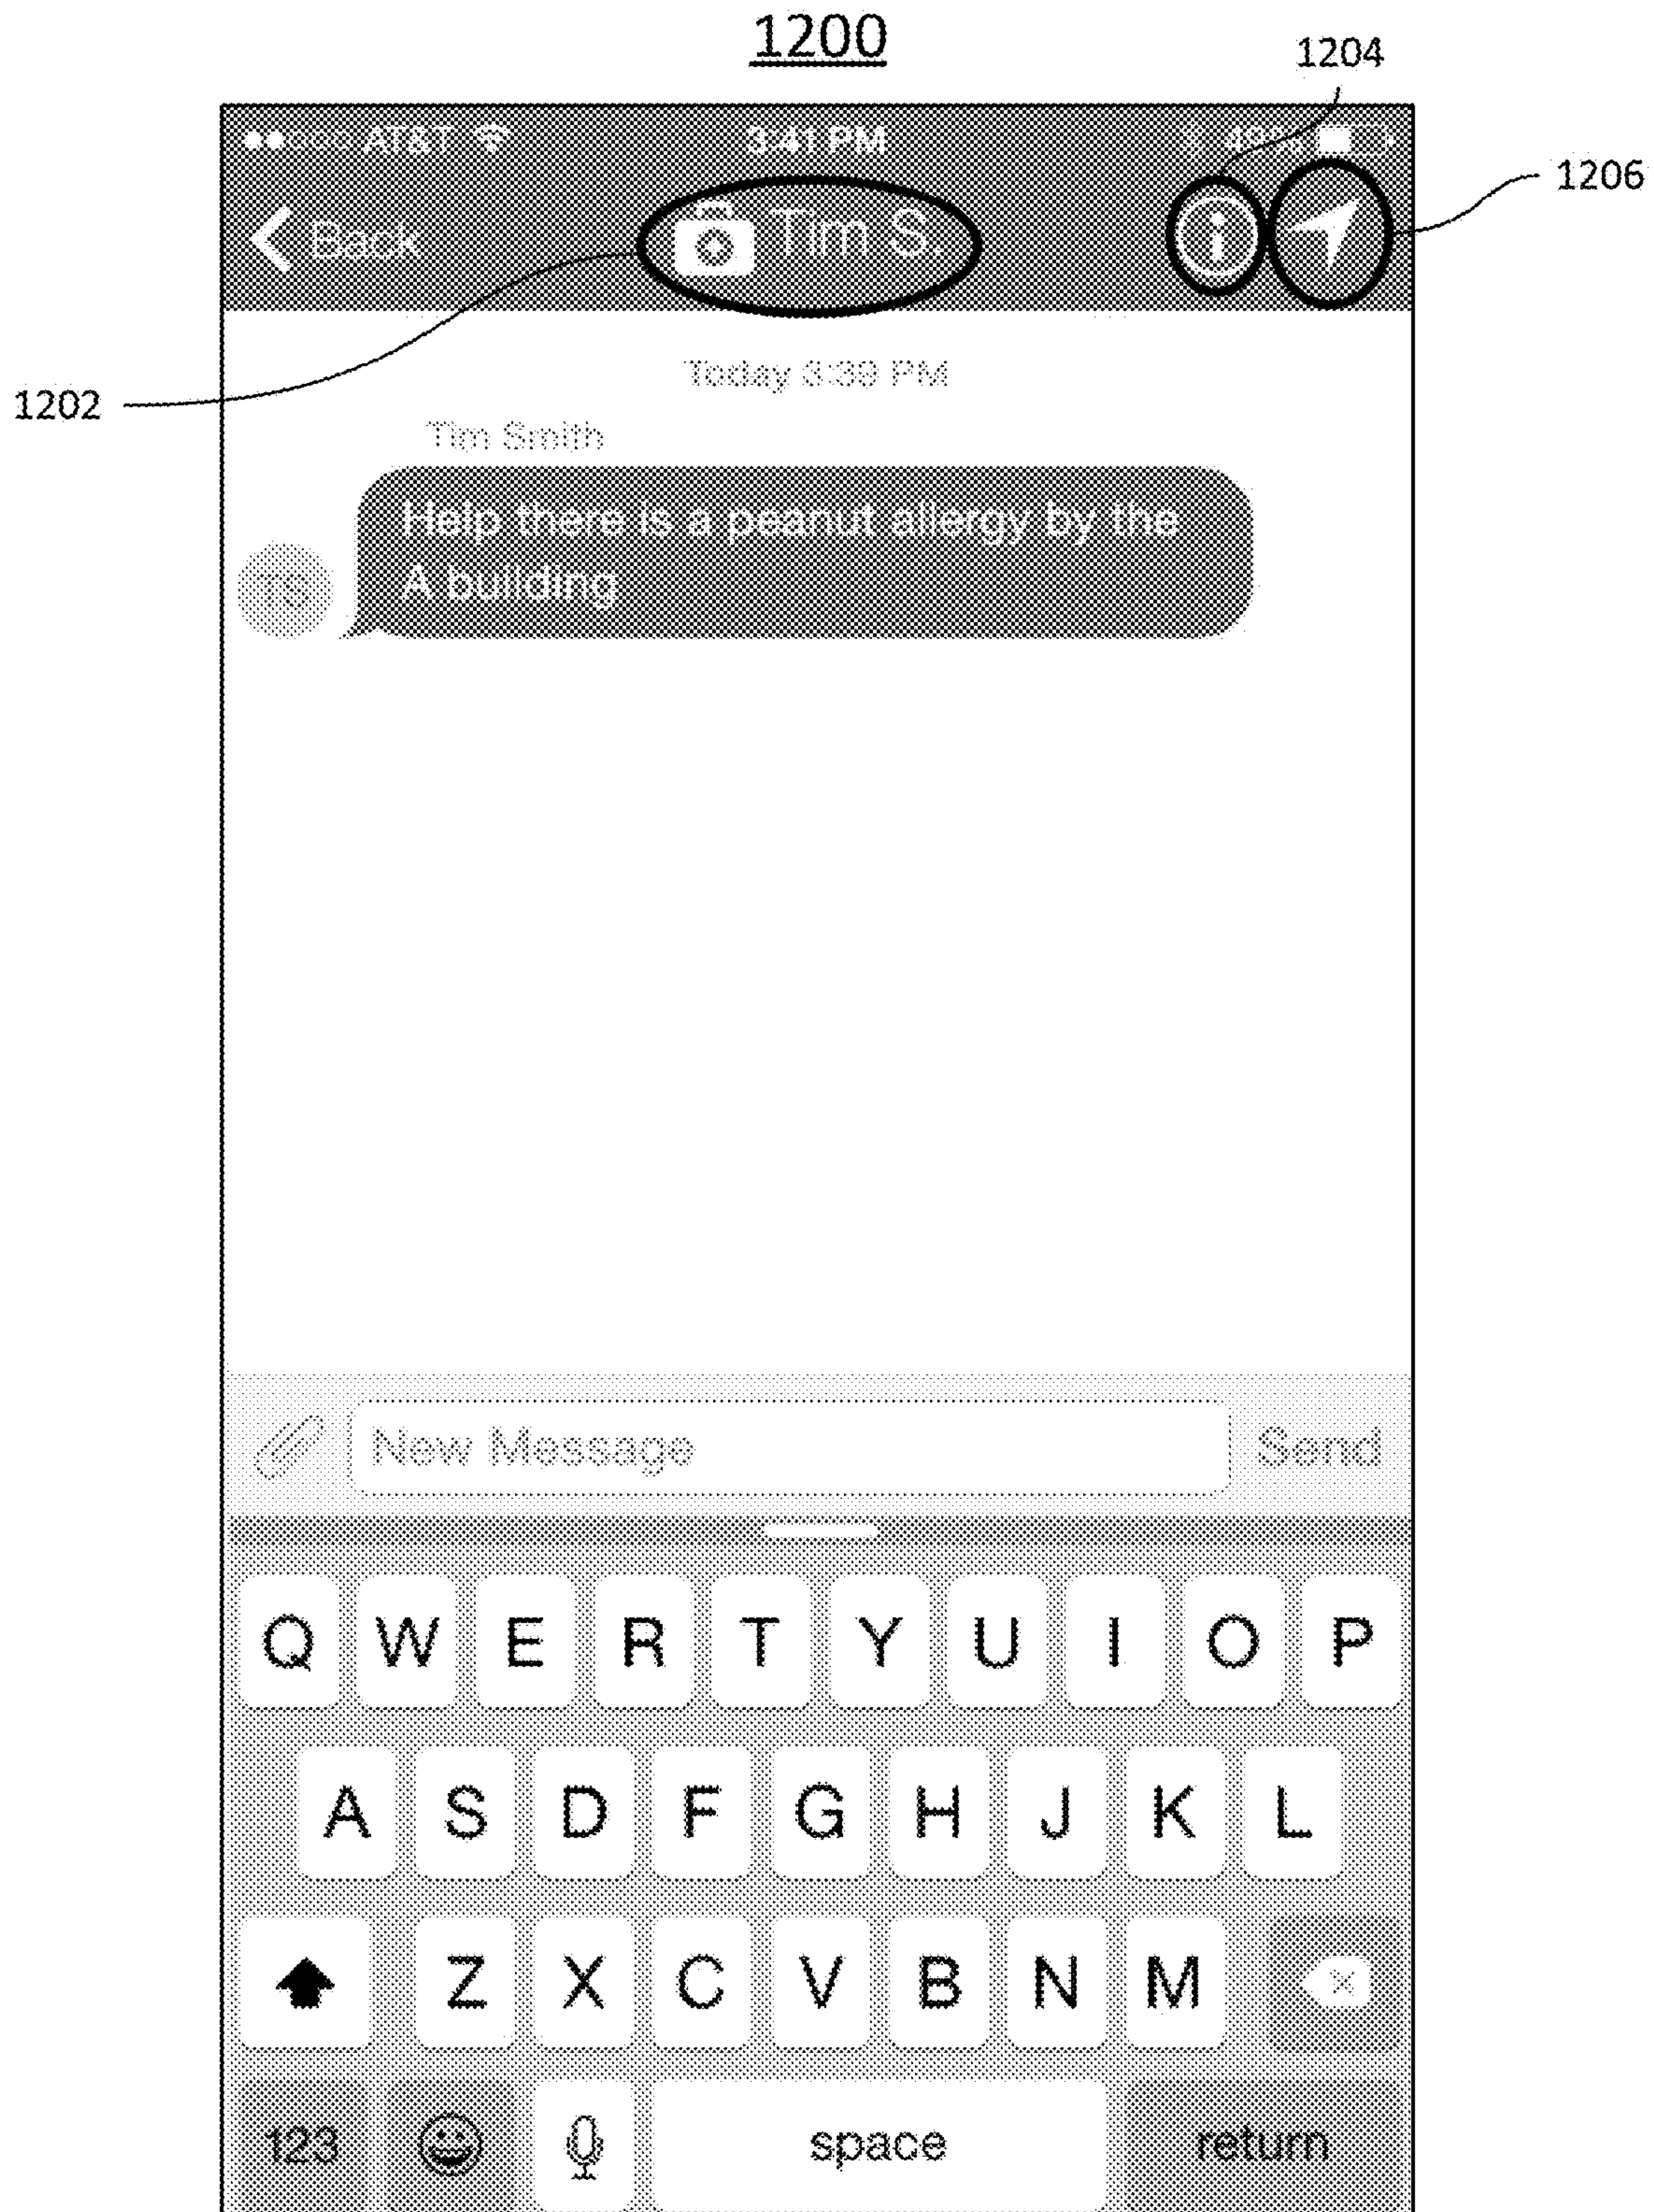 1200
1204
AT&T 3:41 PM
1206
Back Tim S.
Today 3:39 PM
1202
Tim Smith
Help there is a peanut allergy by the
A building
TS
New Message Send
Q W E R T Y U I O P
A S D F G H J K L
Z X C V B N M
123 space return